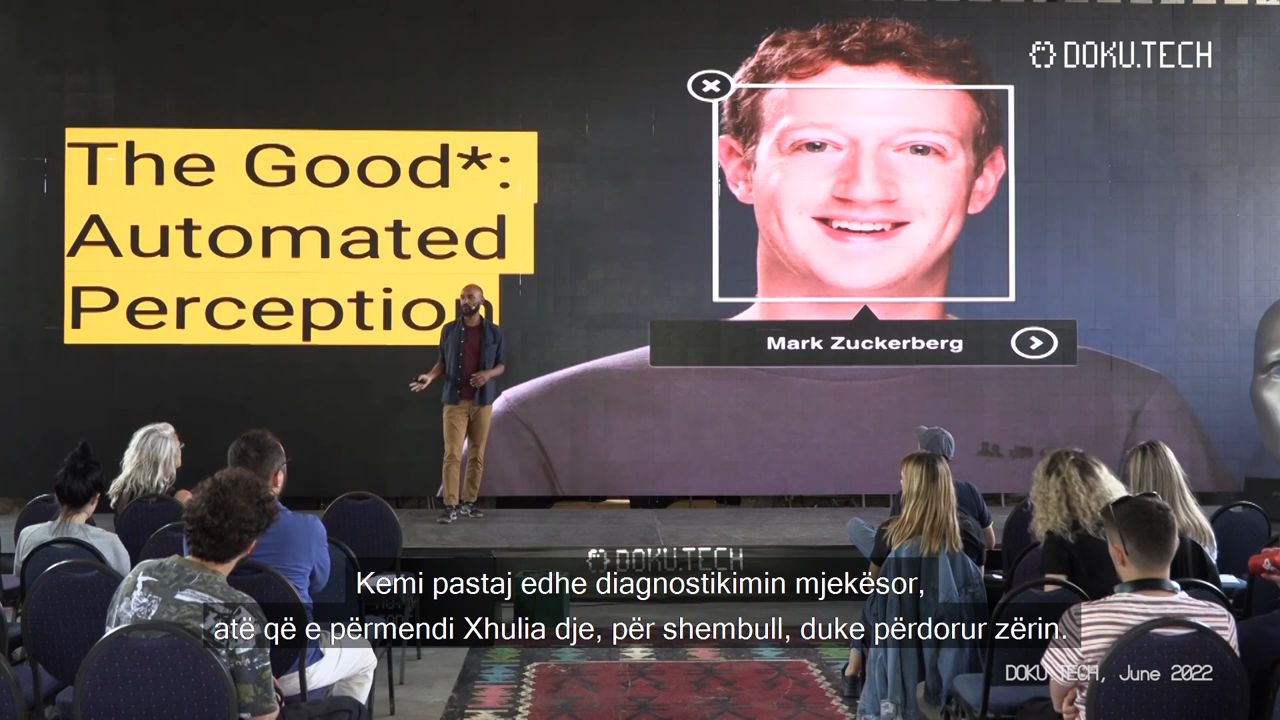 DOKU.TECH
The Good*:
Automated
Perception
Mark Zuckerberg
DOKU.TECH
Kemi pastaj edhe diagnostikimin mjekësor,
atë që e përmendi Xhulia dje, për shembull, duke përdorur zërin.
DOKU TECH, June 2022